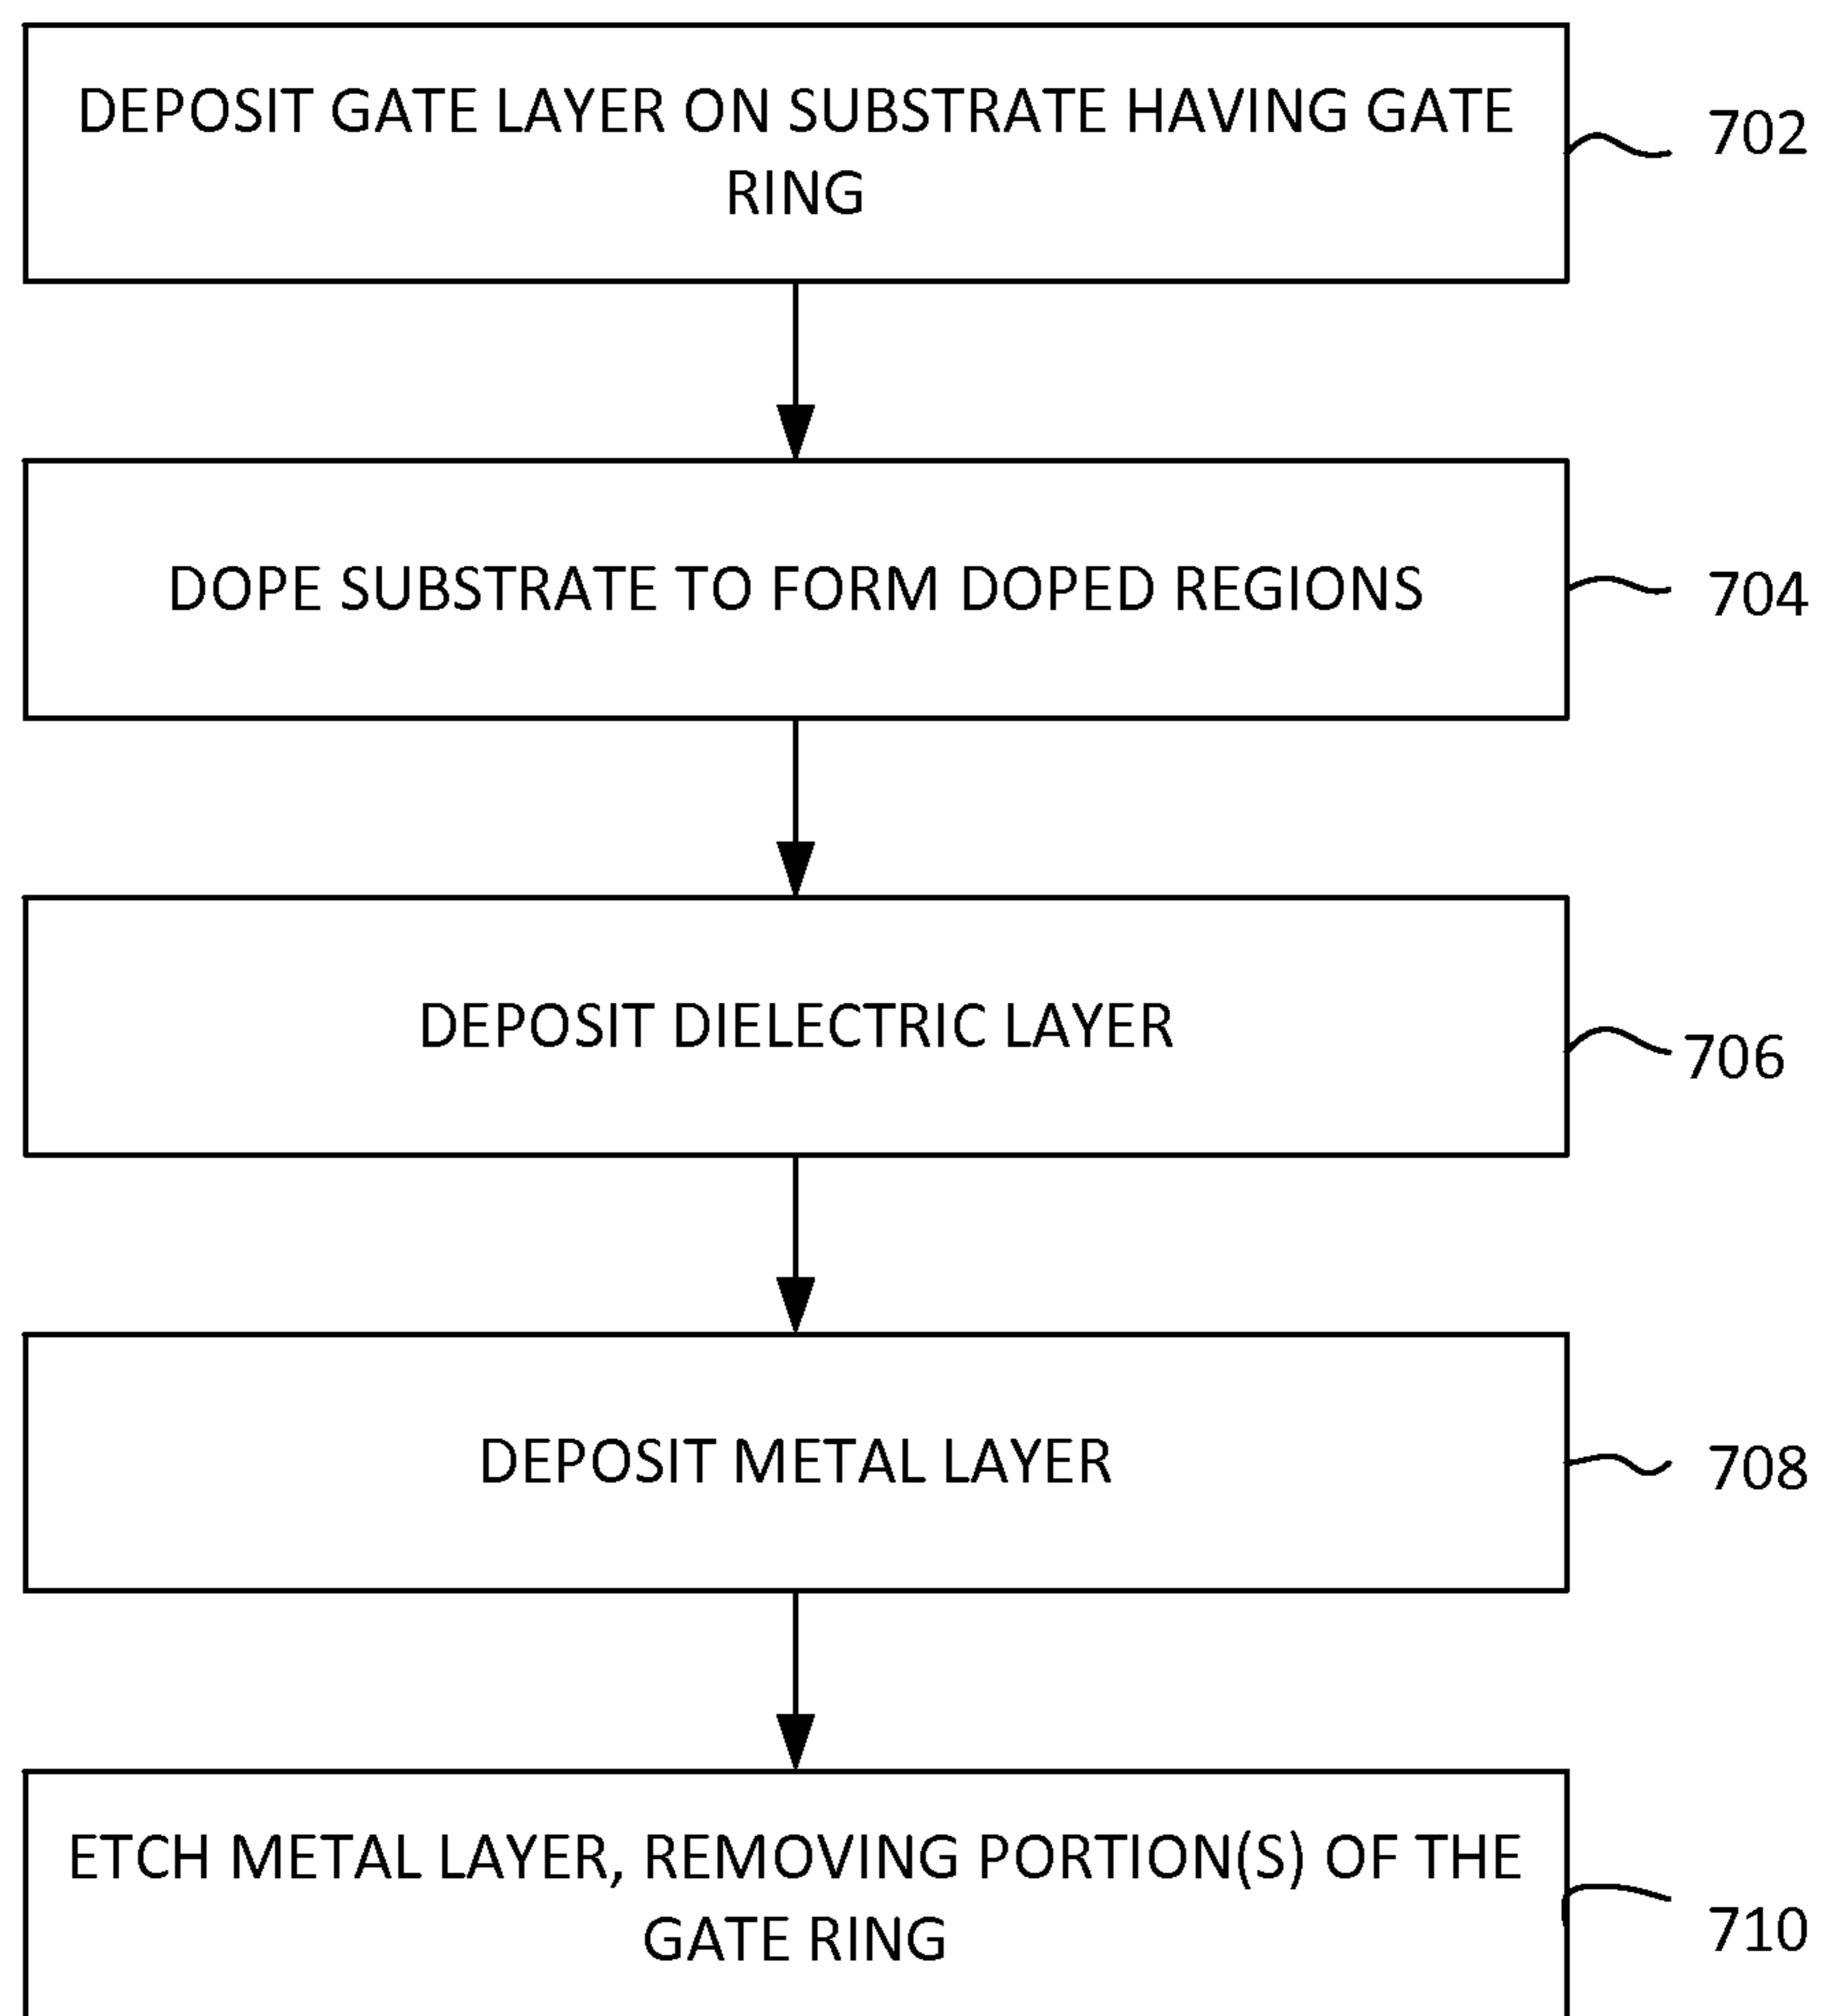 DEPOSIT GATE LAYER ON SUBSTRATE HAVING GATE
RING
702
DOPE SUBSTRATE TO FORM DOPED REGIONS
704
DEPOSIT DIELECTRIC LAYER
706
DEPOSIT METAL LAYER
708
ETCH METAL LAYER, REMOVING PORTION(S) OF THE
GATE RING
710